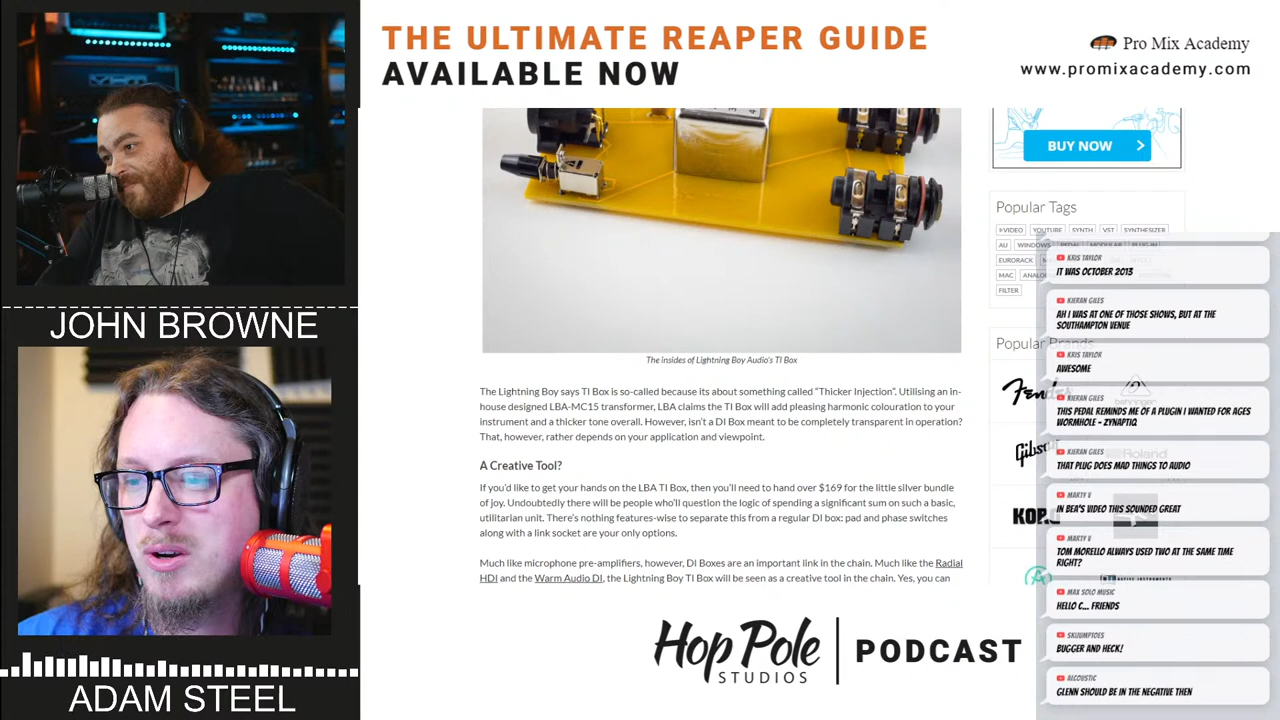 THE ULTIMATE REAPER GUIDE
AVAILABLE NOW
Pro Mix Academy
www.promixacademy.com
JOHN BROWNE
ADAM STEEL
The insides of Lightning Boy Audio's TI Box
The Lightning Boy says TI Box is so-called because its about something called "Thicker Injection". Utilising an in-
house designed LBA-MC15 transformer, LBA claims the TI Box will add pleasing harmonic colouration to your
instrument and a thicker tone overall. However, isn't a DI Box meant to be completely transparent in operation?
That, however, rather depends on your application and viewpoint.
A Creative Tool?
If you'd like to get your hands on the LBA TI Box, then you'll need to hand over $169 for the little silver bundle
of joy. Undoubtedly there will be people who'll question the logic of spending a significant sum on such a basic,
utilitarian unit. There's nothing features-wise to separate this from a regular DI box: pad and phase switches
along with a link socket are your only options.
Much like microphone pre-amplifiers, however, DI Boxes are an important link in the chain. Much like the Radial
HDI and the Warm Audio DI, the Lightning Boy TI Box will be seen as a creative tool in the chain. Yes, you can
BUY NOW
Popular Tags
VIDEO YOUTUBE SYNTH VST SYNTHESIZER
AU WINDOWS PEDAL MODULAR PLUG-IN
EURORACK
MAC ANALOG
FILTER
Popular Brands
Fender
behringer
Gibson
Roland
KORG
KRIS TAYLOR
IT WAS OCTOBER 2013
KIERAN GILES
AH I WAS AT ONE OF THOSE SHOWS, BUT AT THE
SOUTHAMPTON VENUE
KRIS TAYLOR
AWESOME
KIERAN GILES
THIS PEDAL REMINDS ME OF A PLUGIN I WANTED FOR AGES
WORMHOLE - ZYNAPTIQ
KIERAN GILES
THAT PLUG DOES MAD THINGS TO AUDIO
MARTY V
IN BEA'S VIDEO THIS SOUNDED GREAT
MARTY V
TOM MORELLO ALWAYS USED TWO AT THE SAME TIME
RIGHT?
MAX SOLO MUSIC
HELLO C... FRIENDS
SKIJUMPTOES
BUGGER AND HECK!
ALCOUSTIC
GLENN SHOULD BE IN THE NEGATIVE THEN
Hop Pole
STUDIOS
PODCAST